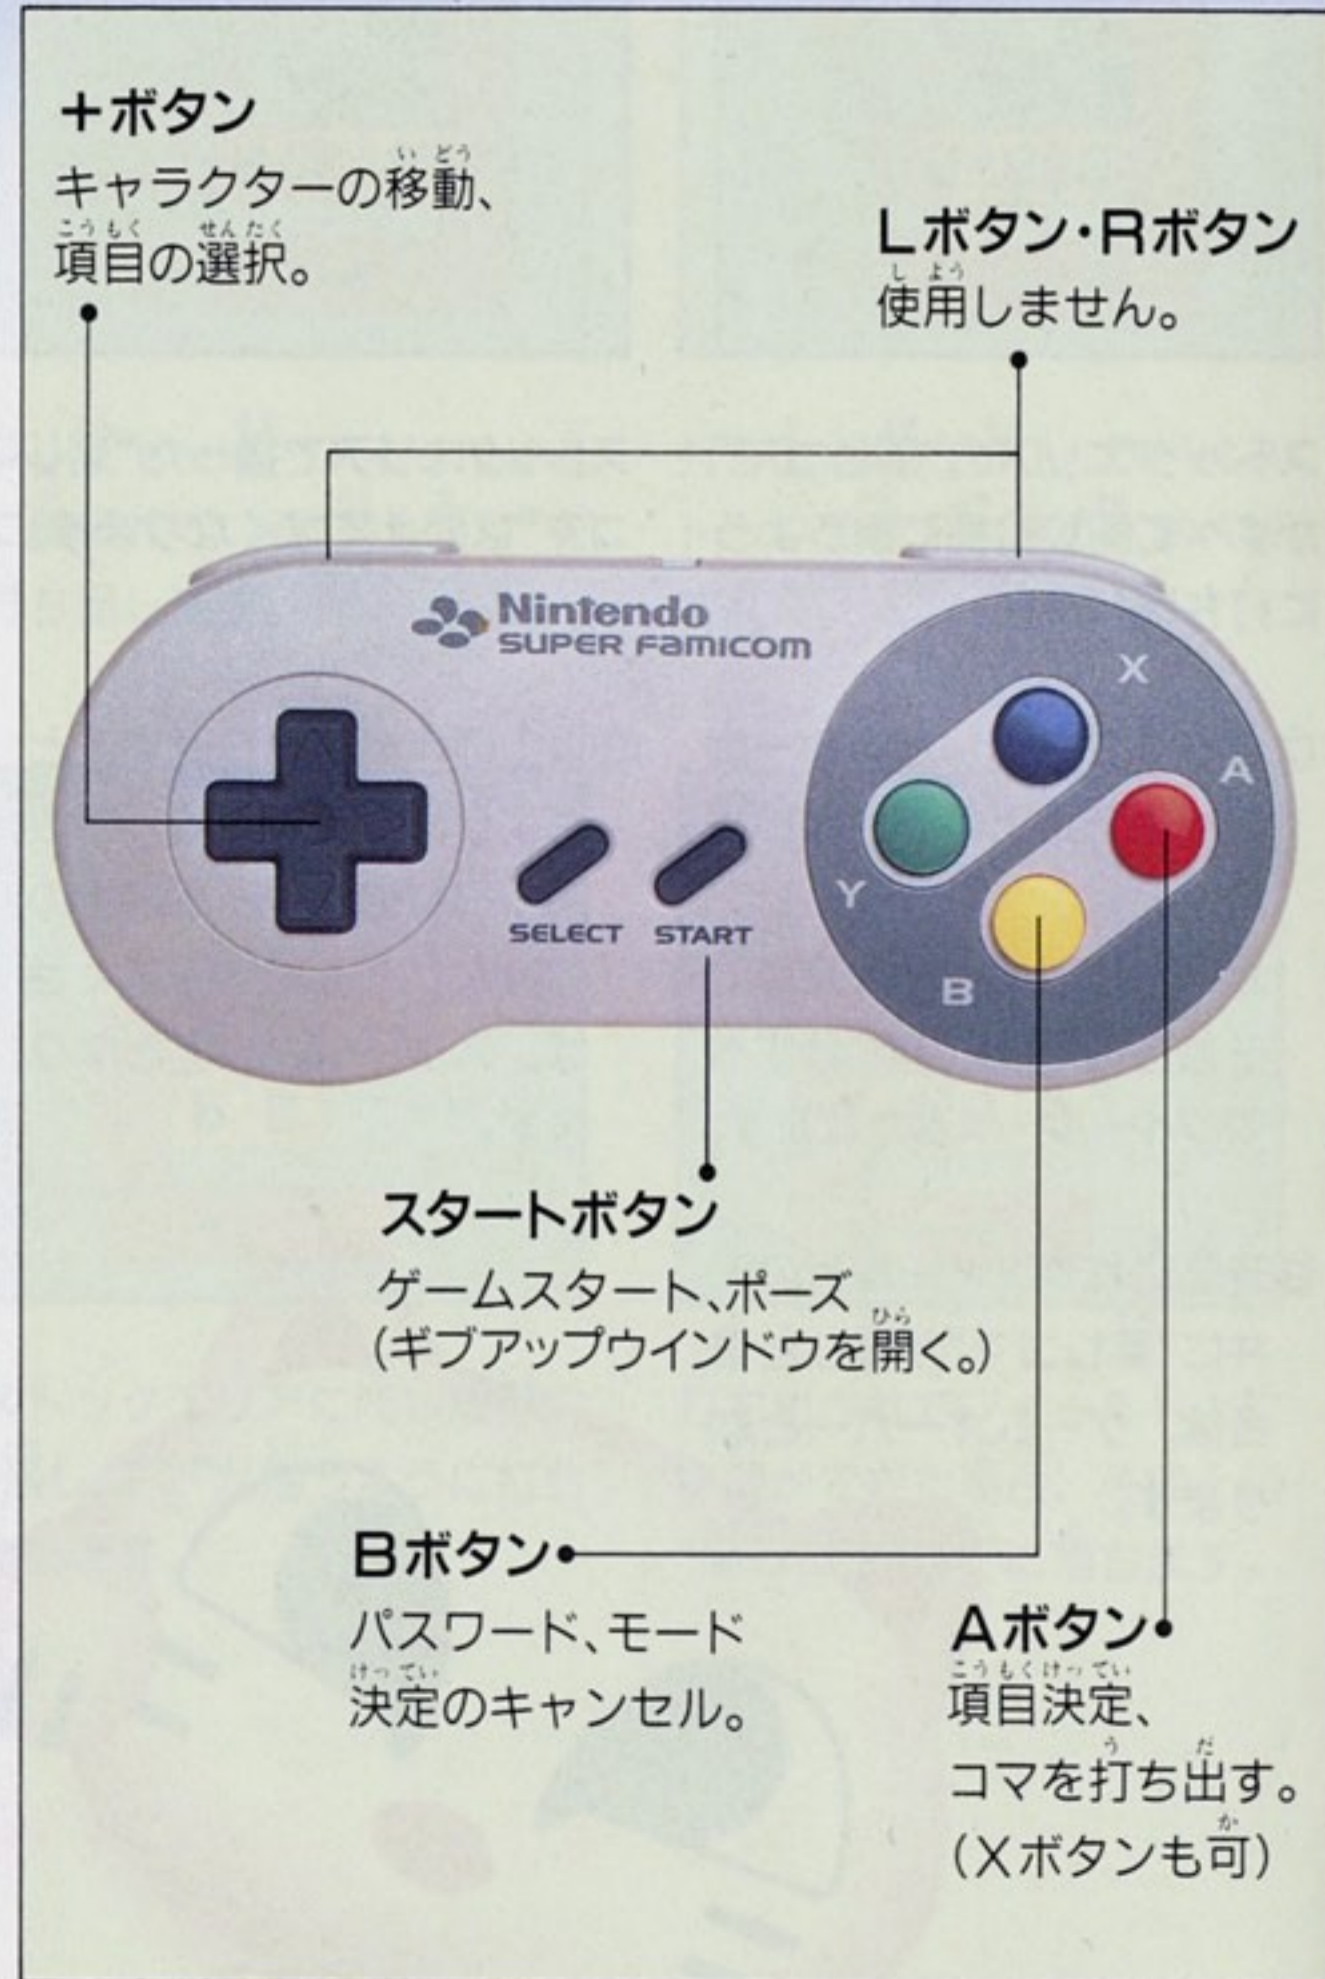 +ボタン
キャラクターの移動、
項目の選択。
Lボタン・Rボタン
使用しません。
Nintendo
SUPER FAMICOM
X
A
Y
B
SELECT START
スタートボタン
ゲームスタート、ポーズ
(ギブアップウインドウを開く。)
Bボタン
パスワード、モード
決定のキャンセル。
Aボタン
項目決定、
コマを打ち出す。
(Xボタンも可)